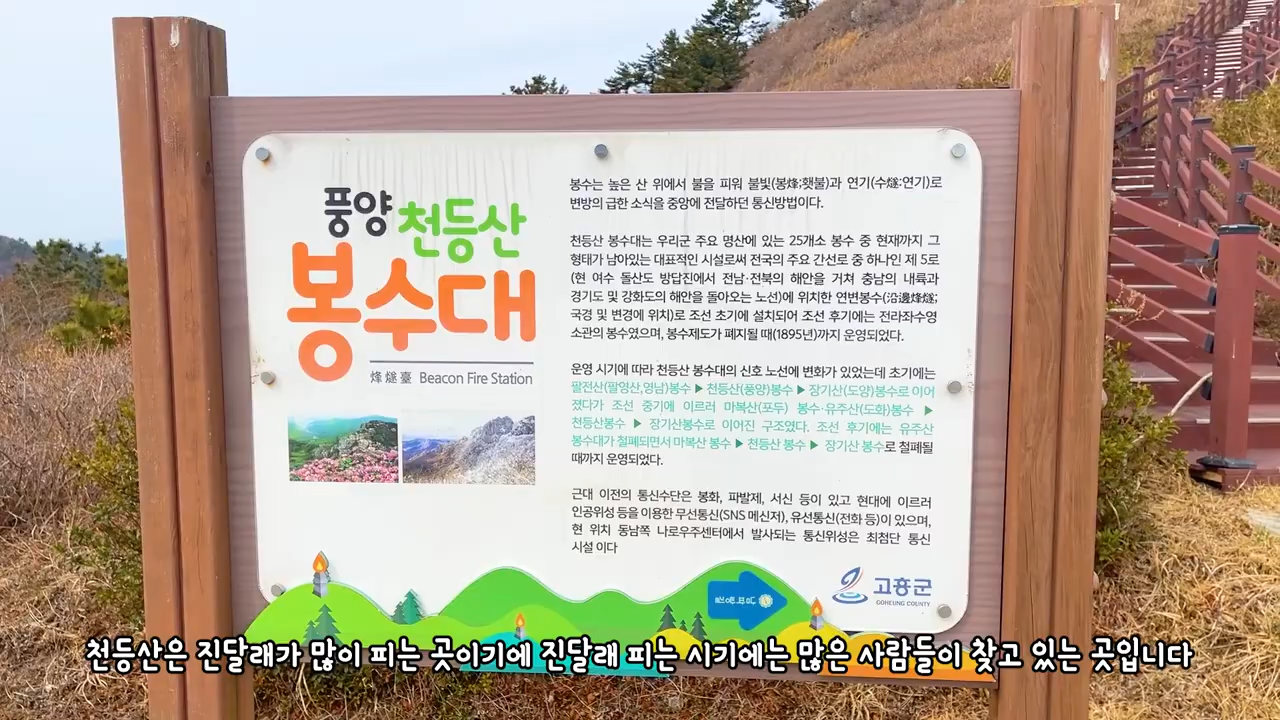 풍양 천등산
봉수대
烽燧臺 Beacon Fire Station
봉수는 높은 산 위에서 불을 피워 불빛(봉烽;횃불)과 연기(수燧:연기)로
변방의 급한 소식을 중앙에 전달하던 통신방법이다.
천등산 봉수대는 우리군 주요 명산에 있는 25개소 봉수 중 현재까지 그
형태가 남아있는 대표적인 시설로써 전국의 주요 간선로 중 하나인 제 5로
(현 여수 돌산도 방답진에서 전남·전북의 해안을 거쳐 충남의 내륙과
경기도 및 강화도의 해안을 돌아오는 노선)에 위치한 연변봉수(沿邊烽燧;
국경 및 변경에 위치)로 조선 초기에 설치되어 조선 후기에는 전라좌수영
소관의 봉수였으며, 봉수제도가 폐지될 때(1895년)까지 운영되었다.
운영 시기에 따라 천등산 봉수대의 신호 노선에 변화가 있었는데 초기에는
팔전산(팔영산,영남)봉수 ▶ 천등산(풍양)봉수 ▶ 장기산(도양)봉수로 이어
졌다가 조선 중기에 이르러 마복산(포두) 봉수·유주산(도화)봉수 ▶
천등산봉수 ▶ 장기산봉수로 이어진 구조였다. 조선 후기에는 유주산
봉수대가 철폐되면서 마복산 봉수 ▶ 천등산 봉수 ▶ 장기산 봉수로 철폐될
때까지 운영되었다.
근대 이전의 통신수단은 봉화, 파발제, 서신 등이 있고 현대에 이르러
인공위성 등을 이용한 무선통신(SNS 메신저), 유선통신(전화 등)이 있으며,
현 위치 동남쪽 나로우주센터에서 발사되는 통신위성은 최첨단 통신
시설 이다
고흥군
GOHEUNG COUNTY
천등산은 진달래가 많이 피는 곳이기에 진달래 피는 시기에는 많은 사람들이 찾고 있는 곳입니다